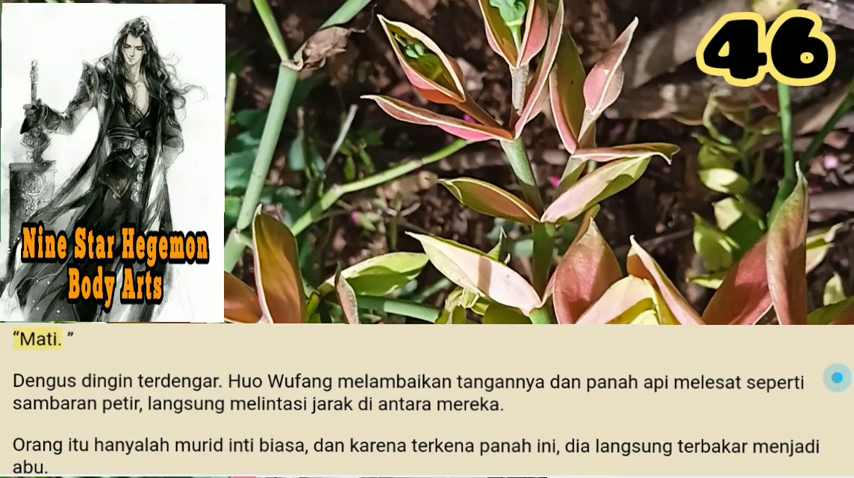 46
Nine Star Hegemon
Body Arts
“Mati. ”
Dengus dingin terdengar. Huo Wufang melambaikan tangannya dan panah api melesat seperti
sambaran petir, langsung melintasi jarak di antara mereka.
Orang itu hanyalah murid inti biasa, dan karena terkena panah ini, dia langsung terbakar menjadi
abu.